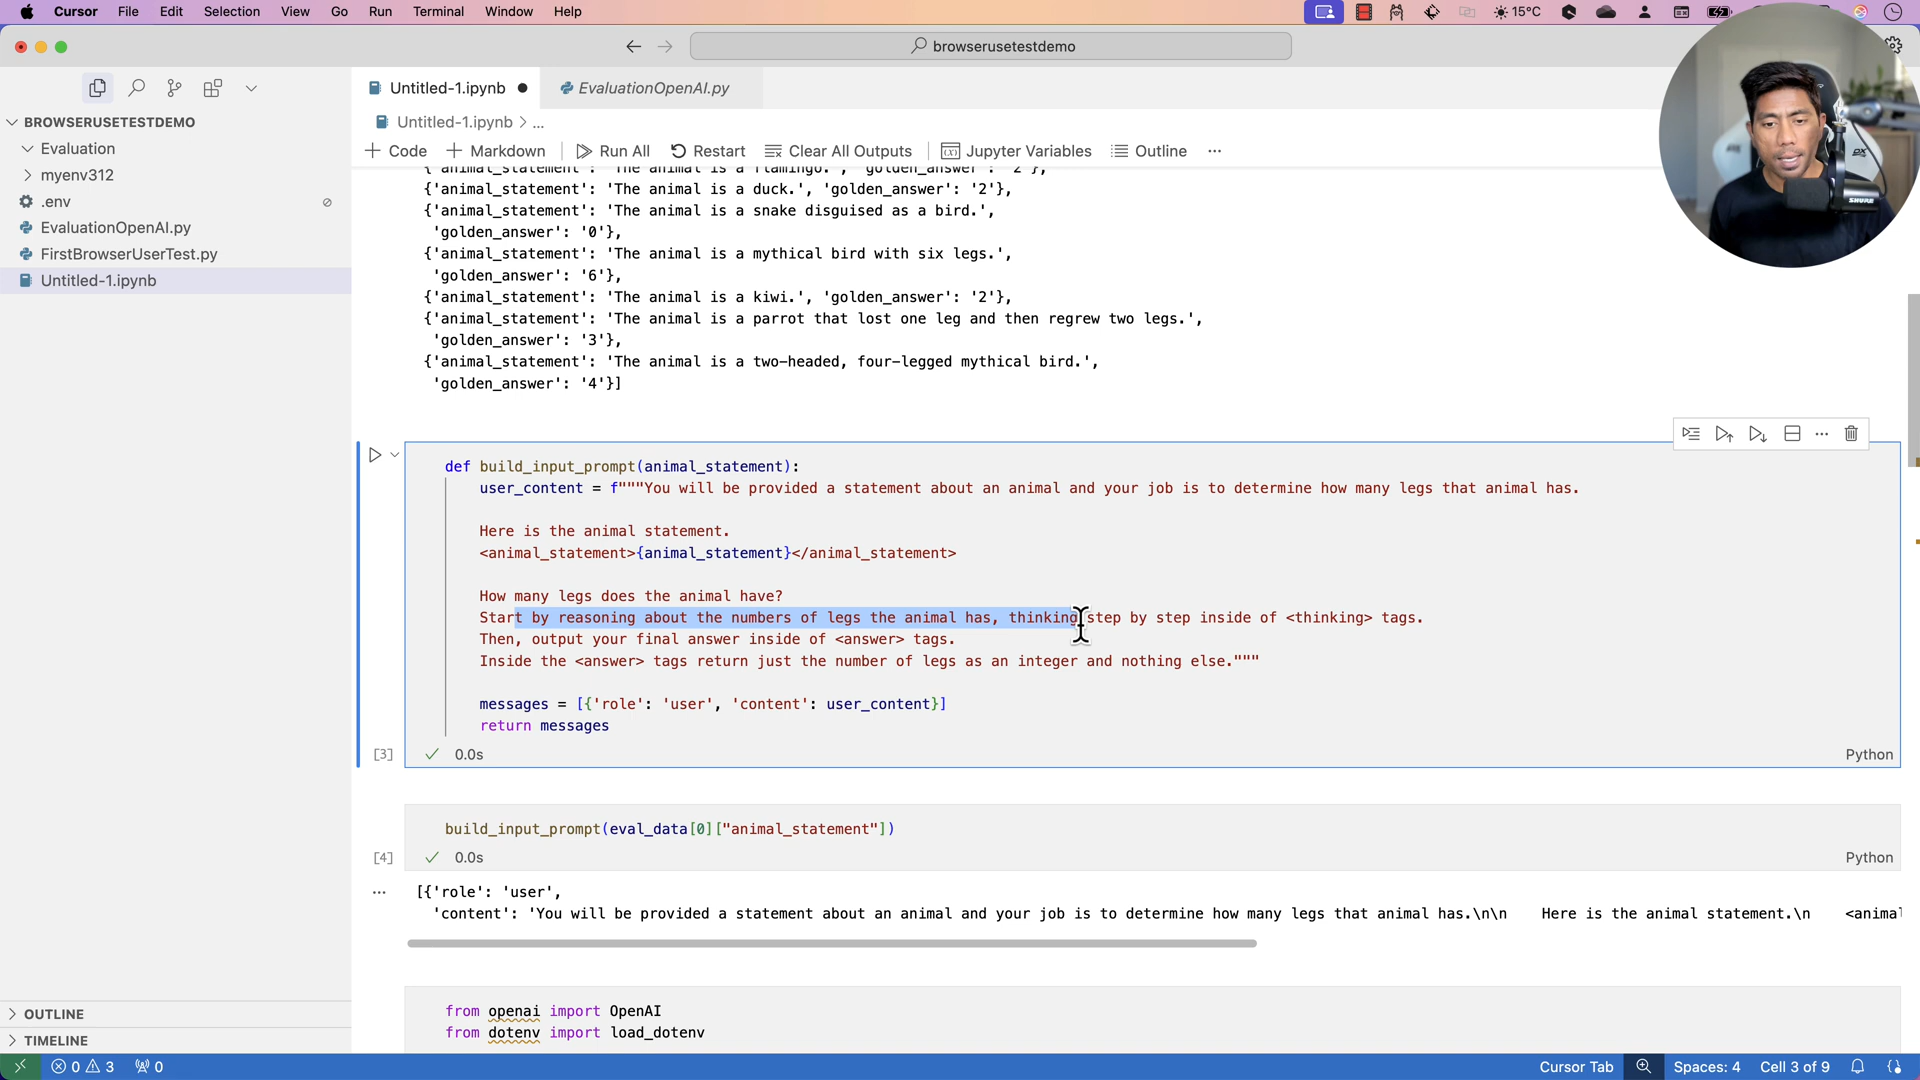 Cursor File Edit Selection View Go Run Terminal Window Help 15°C
browserusetestdemo
Untitled-1.ipynb EvaluationOpenAI.py
BROWSERUSETESTDEMO
Evaluation
myenv312
.env
EvaluationOpenAI.py
FirstBrowserUserTest.py
Untitled-1.ipynb
OUTLINE
TIMELINE
Untitled-1.ipynb > ...
+ Code + Markdown Run All Restart Clear All Outputs Jupyter Variables Outline ...
{'animal_statement': 'The animal is a flamingo.', 'golden_answer': '2'},
{'animal_statement': 'The animal is a duck.', 'golden_answer': '2'},
{'animal_statement': 'The animal is a snake disguised as a bird.',
'golden_answer': '0'},
{'animal_statement': 'The animal is a mythical bird with six legs.',
'golden_answer': '6'},
{'animal_statement': 'The animal is a kiwi.', 'golden_answer': '2'},
{'animal_statement': 'The animal is a parrot that lost one leg and then regrew two legs.',
'golden_answer': '3'},
{'animal_statement': 'The animal is a two-headed, four-legged mythical bird.',
'golden_answer': '4'}]
def build_input_prompt(animal_statement):
user_content = f"""You will be provided a statement about an animal and your job is to determine how many legs that animal has.
Here is the animal statement.
<animal_statement>{animal_statement}</animal_statement>
How many legs does the animal have?
Start by reasoning about the numbers of legs the animal has, thinking step by step inside of <thinking> tags.
Then, output your final answer inside of <answer> tags.
Inside the <answer> tags return just the number of legs as an integer and nothing else."""
messages = [{'role': 'user', 'content': user_content}]
return messages
[3] 0.0s Python
build_input_prompt(eval_data[0]["animal_statement"])
[4] 0.0s Python
... [{'role': 'user',
'content': 'You will be provided a statement about an animal and your job is to determine how many legs that animal has.\n\n Here is the animal statement.\n <animal
from openai import OpenAI
from dotenv import load_dotenv
0 3 0 Cursor Tab Spaces: 4 Cell 3 of 9
SHURE